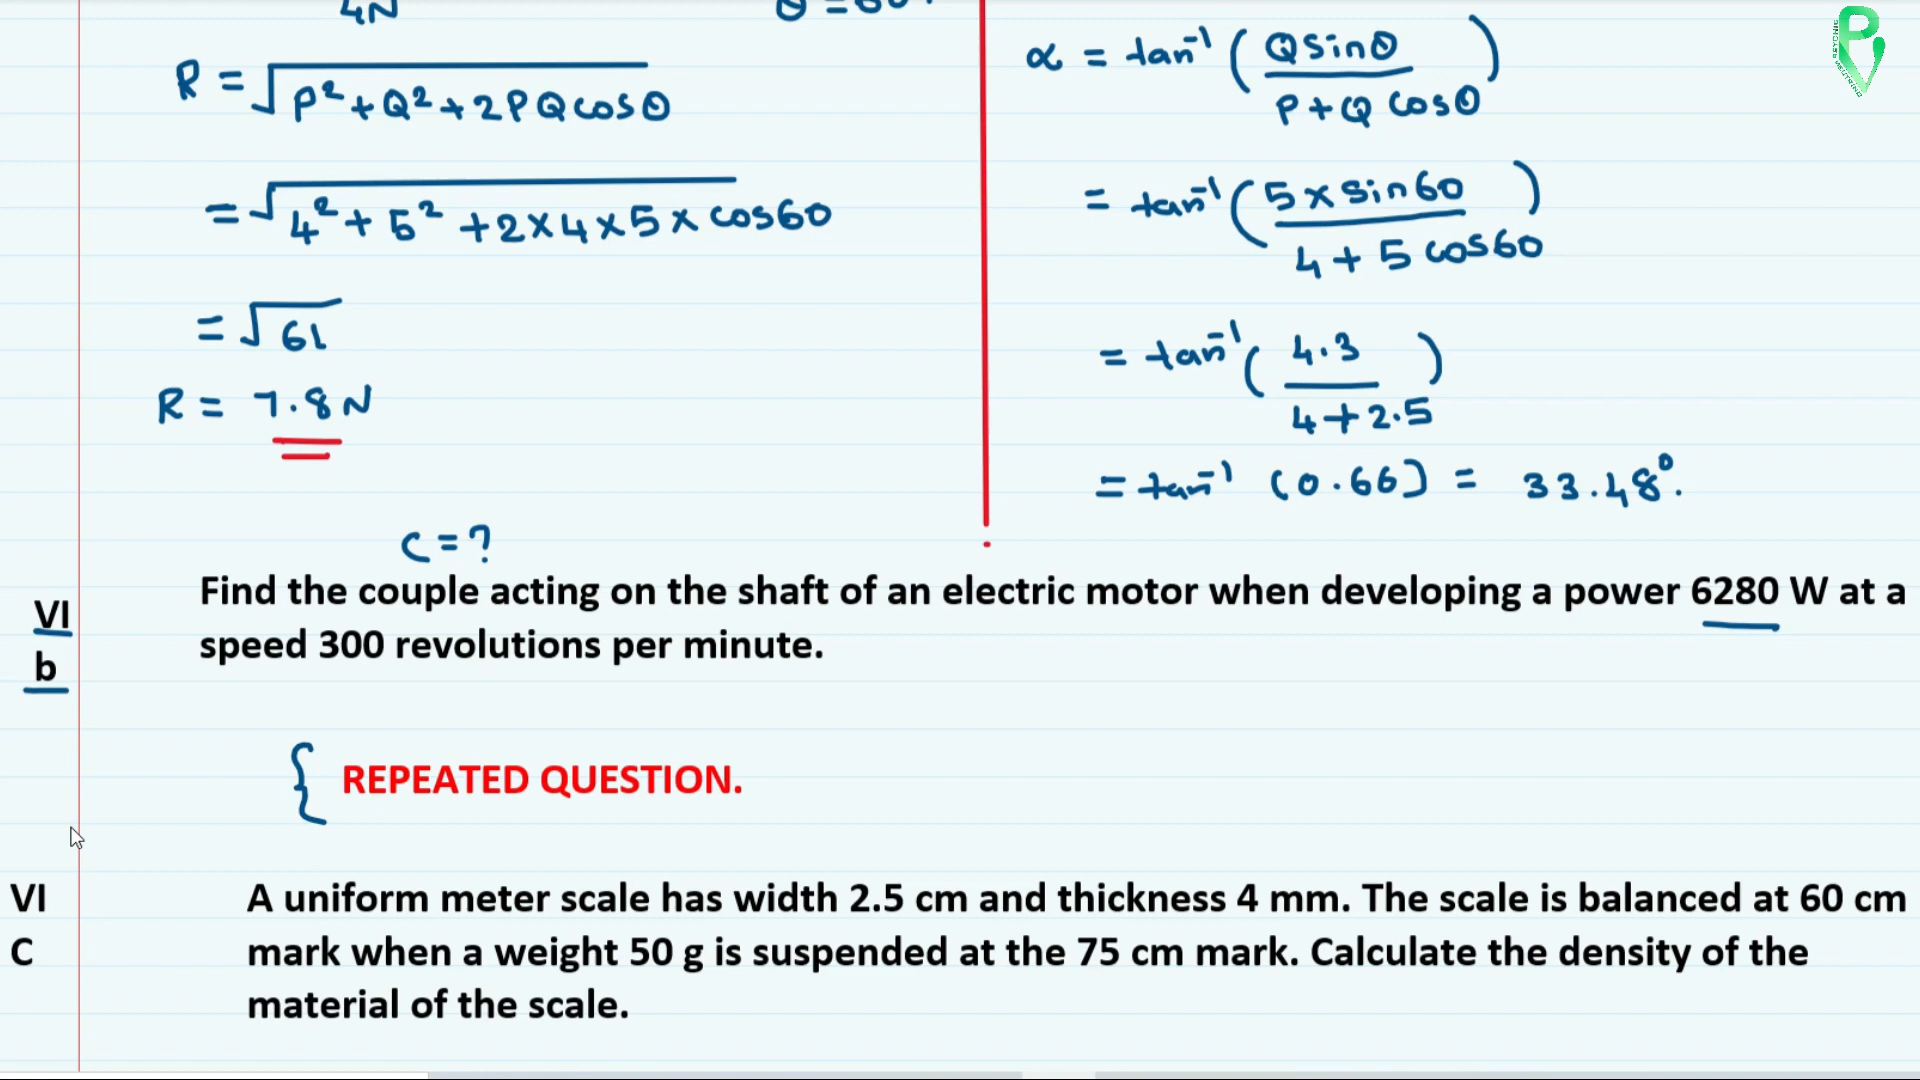 4N
θ = 60°
R = √P² + Q² + 2PQ cosθ
= √4² + 5² + 2×4×5× cos60
= √61
R = 7.8 N
α = tan⁻¹ ( Q sinθ / P + Q cosθ )
= tan⁻¹ ( 5 × sin60 / 4 + 5 cos60 )
= tan⁻¹ ( 4.3 / 4 + 2.5 )
= tan⁻¹ (0.66) = 33.48°.
C = ?
VI
b
Find the couple acting on the shaft of an electric motor when developing a power 6280 W at a
speed 300 revolutions per minute.
{ REPEATED QUESTION.
VI
C
A uniform meter scale has width 2.5 cm and thickness 4 mm. The scale is balanced at 60 cm
mark when a weight 50 g is suspended at the 75 cm mark. Calculate the density of the
material of the scale.